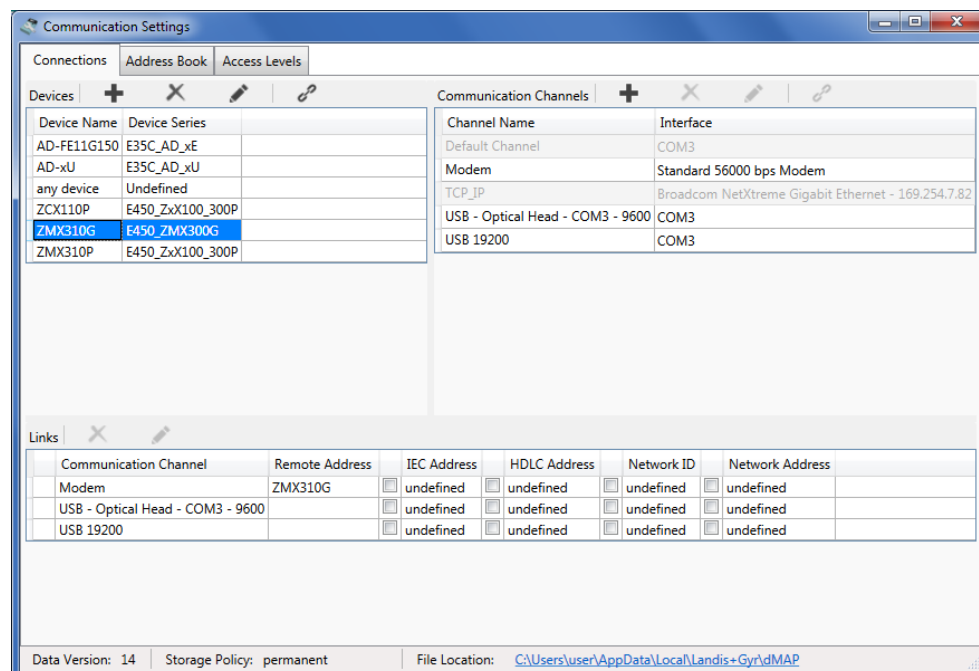 Communication Settings
Connections Address Book Access Levels
Devices
Device Name Device Series
AD-FE11G150 E35C_AD_xE
AD-xU E35C_AD_xU
any device Undefined
ZCX110P E450_ZxX100_300P
ZMX310G E450_ZMX300G
ZMX310P E450_ZxX100_300P
Communication Channels
Channel Name Interface
Default Channel COM3
Modem Standard 56000 bps Modem
TCP_IP Broadcom NetXtreme Gigabit Ethernet - 169.254.7.82
USB - Optical Head - COM3 - 9600 COM3
USB 19200 COM3
Links
Communication Channel Remote Address IEC Address HDLC Address Network ID Network Address
Modem ZMX310G undefined undefined undefined undefined
USB - Optical Head - COM3 - 9600 undefined undefined undefined undefined
USB 19200 undefined undefined undefined undefined
Data Version: 14 Storage Policy: permanent File Location: C:\Users\user\AppData\Local\Landis+Gyr\dMAP